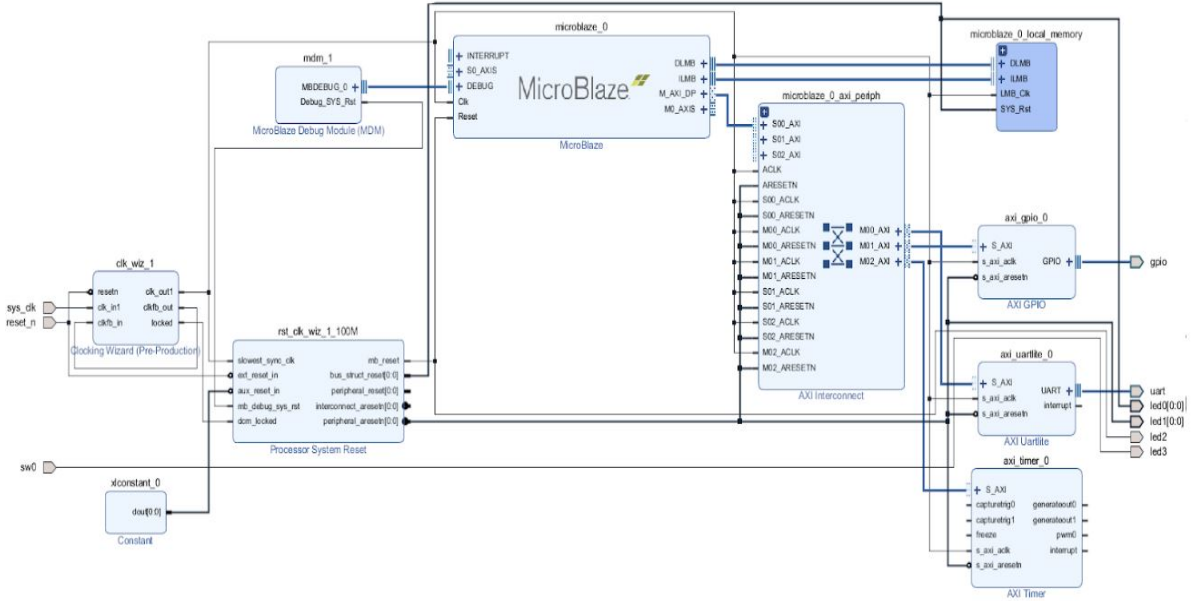 microblaze_0
INTERRUPT
S0_AXIS
DEBUG
Clk
Reset
MicroBlaze
DLMB
ILMB
M_AXI_DP
M0_AXIS
MicroBlaze
mdm_1
MBDEBUG_0
Debug_SYS_Rst
MicroBlaze Debug Module (MDM)
microblaze_0_local_memory
DLMB
ILMB
LMB_Clk
SYS_Rst
microblaze_0_axi_periph
S00_AXI
S01_AXI
S02_AXI
ACLK
ARESETN
S00_ACLK
S00_ARESETN
M00_ACLK
M00_ARESETN
M01_ACLK
M01_ARESETN
S01_ACLK
S01_ARESETN
S02_ACLK
S02_ARESETN
M02_ACLK
M02_ARESETN
M00_AXI
M01_AXI
M02_AXI
AXI Interconnect
axi_gpio_0
S_AXI
s_axi_aclk
s_axi_aresetn
GPIO
AXI GPIO
gpio
sys_clk
reset_n
clk_wiz_1
resetn
clk_in1
clkfb_in
clk_out1
clkfb_out
locked
Clocking Wizard (Pre-Production)
rst_clk_wiz_1_100M
slowest_sync_clk
ext_reset_in
aux_reset_in
mb_debug_sys_rst
dcm_locked
mb_reset
bus_struct_reset[0:0]
peripheral_reset[0:0]
interconnect_aresetn[0:0]
peripheral_aresetn[0:0]
Processor System Reset
axi_uartlite_0
S_AXI
s_axi_aclk
s_axi_aresetn
UART
interrupt
AXI Uartlite
uart
led0[0:0]
led1[0:0]
led2
led3
sw0
xlconstant_0
dout[0:0]
Constant
axi_timer_0
S_AXI
capturetrig0
capturetrig1
freeze
s_axi_aclk
s_axi_aresetn
generateout0
generateout1
pwm0
interrupt
AXI Timer